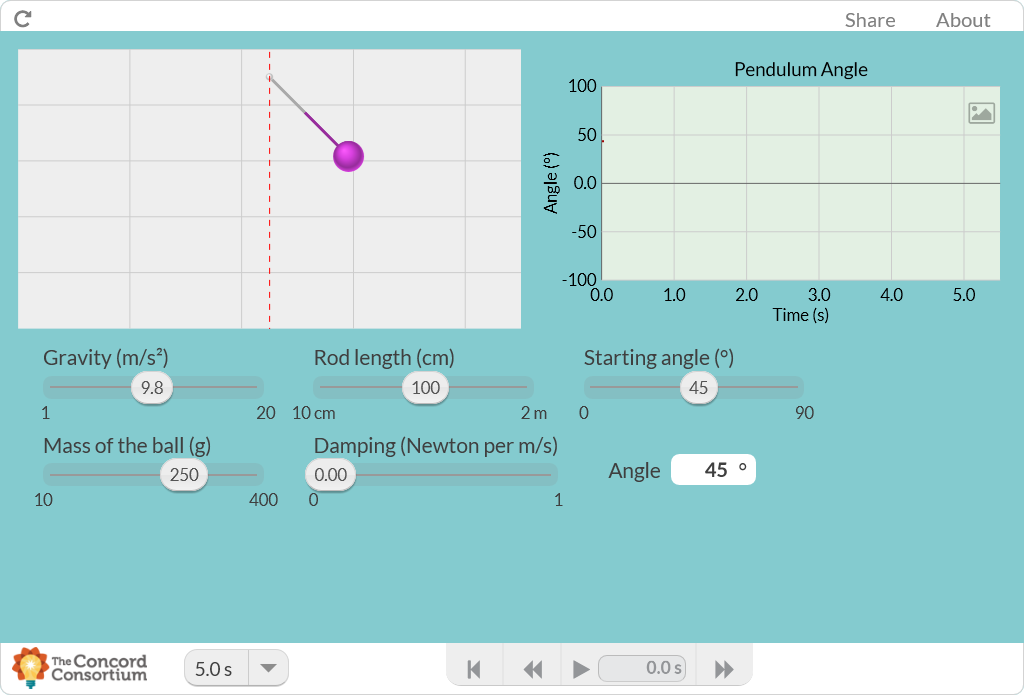 Share About
Pendulum Angle
100
50
0.0
-50
-100
Angle (°)
0.0 1.0 2.0 3.0 4.0 5.0
Time (s)
Gravity (m/s²) Rod length (cm) Starting angle (°)
9.8 100 45
1 20 10 cm 2 m 0 90
Mass of the ball (g) Damping (Newton per m/s)
250 0.00 Angle 45 °
10 400 0 1
The Concord
Consortium
5.0 s 0.0 s